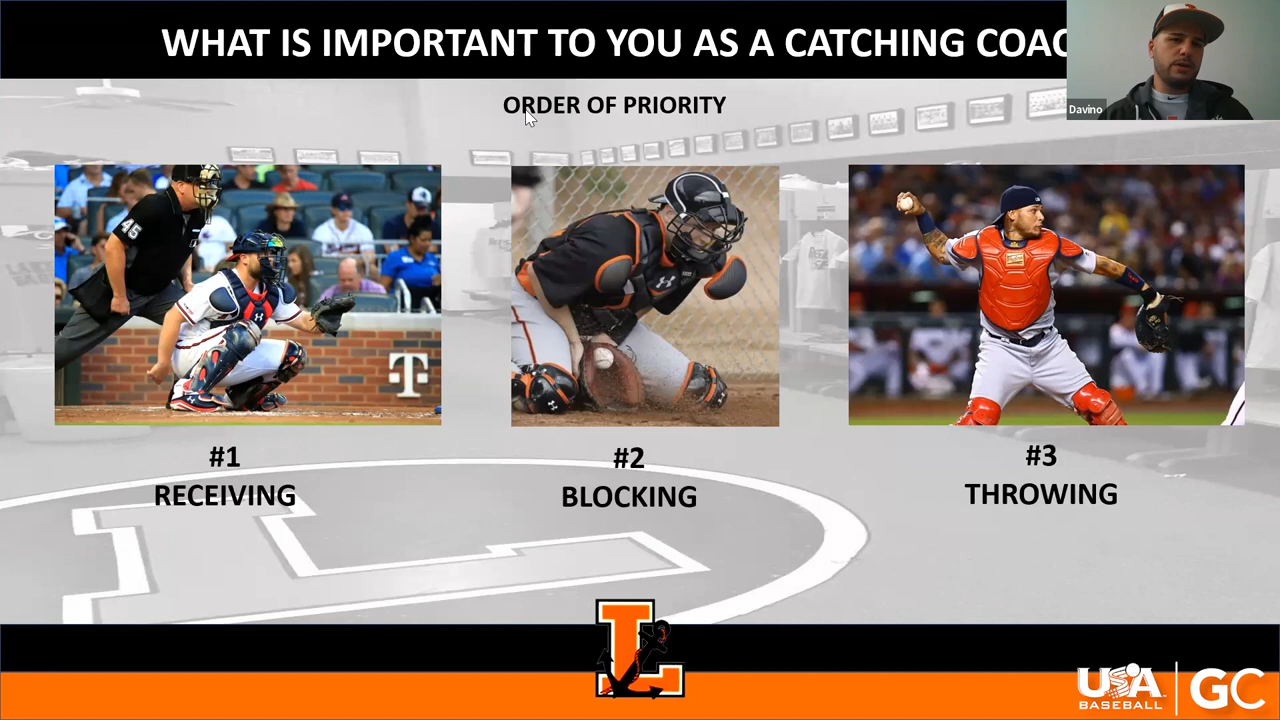 WHAT IS IMPORTANT TO YOU AS A CATCHING COAC
Davino
ORDER OF PRIORITY
45
T
#1
RECEIVING
#2
BLOCKING
#3
THROWING
L
L
USA
BASEBALL
GC